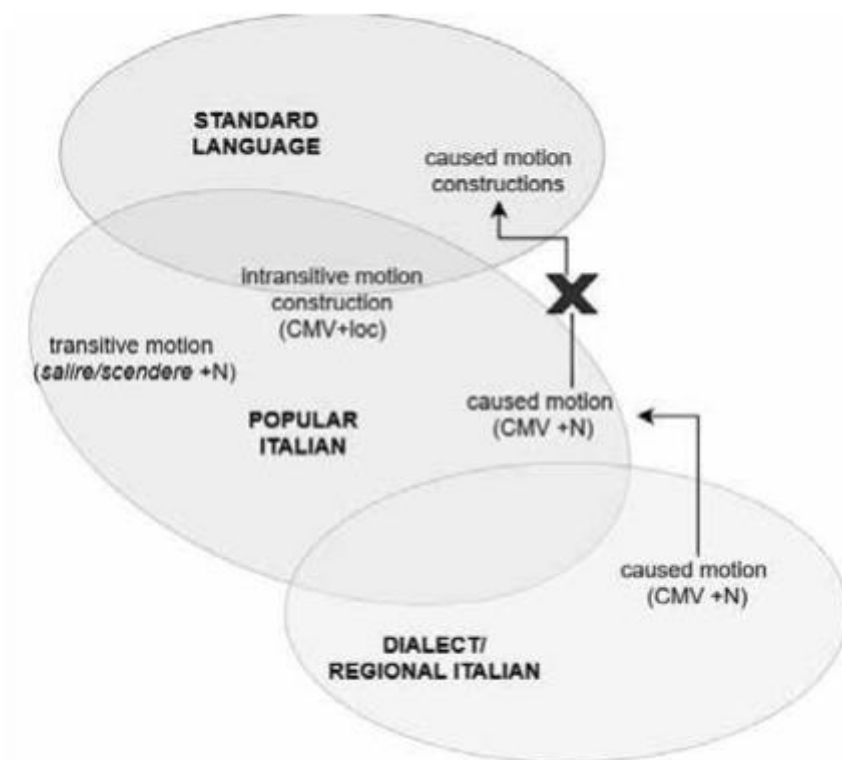 STANDARD
LANGUAGE
caused motion
constructions
intransitive motion
construction
(CMV+loc)
transitive motion
(salire/scendere +N)
caused motion
(CMV +N)
POPULAR
ITALIAN
caused motion
(CMV +N)
DIALECT/
REGIONAL ITALIAN